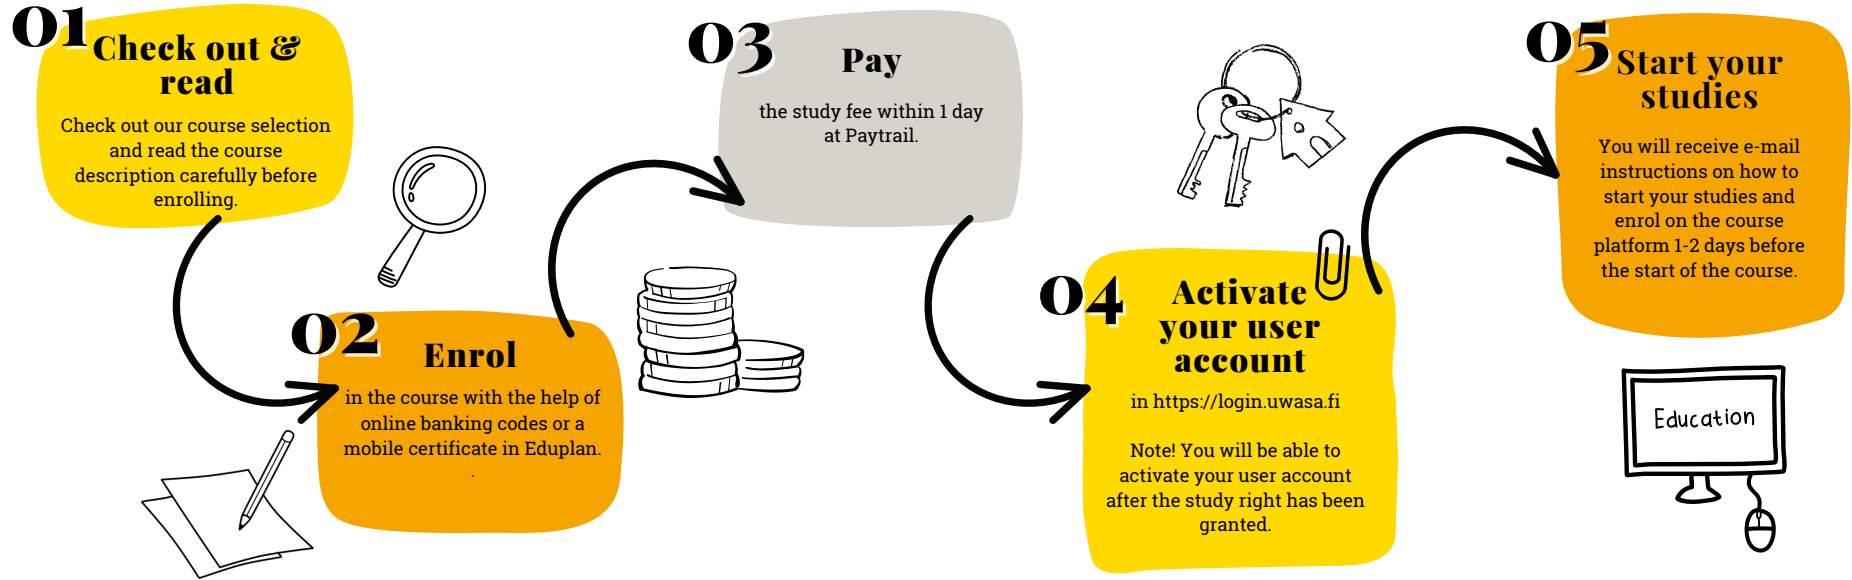 01
Check out &
read
Check out our course selection
and read the course
description carefully before
enrolling.
02
Enrol
in the course with the help of
online banking codes or a
mobile certificate in Eduplan.
.
03
Pay
the study fee within 1 day
at Paytrail.
04
Activate
your user
account
in https://login.uwasa.fi
Note! You will be able to
activate your user account
after the study right has been
granted.
05
Start your
studies
You will receive e-mail
instructions on how to
start your studies and
enrol on the course
platform 1-2 days before
the start of the course.
Education